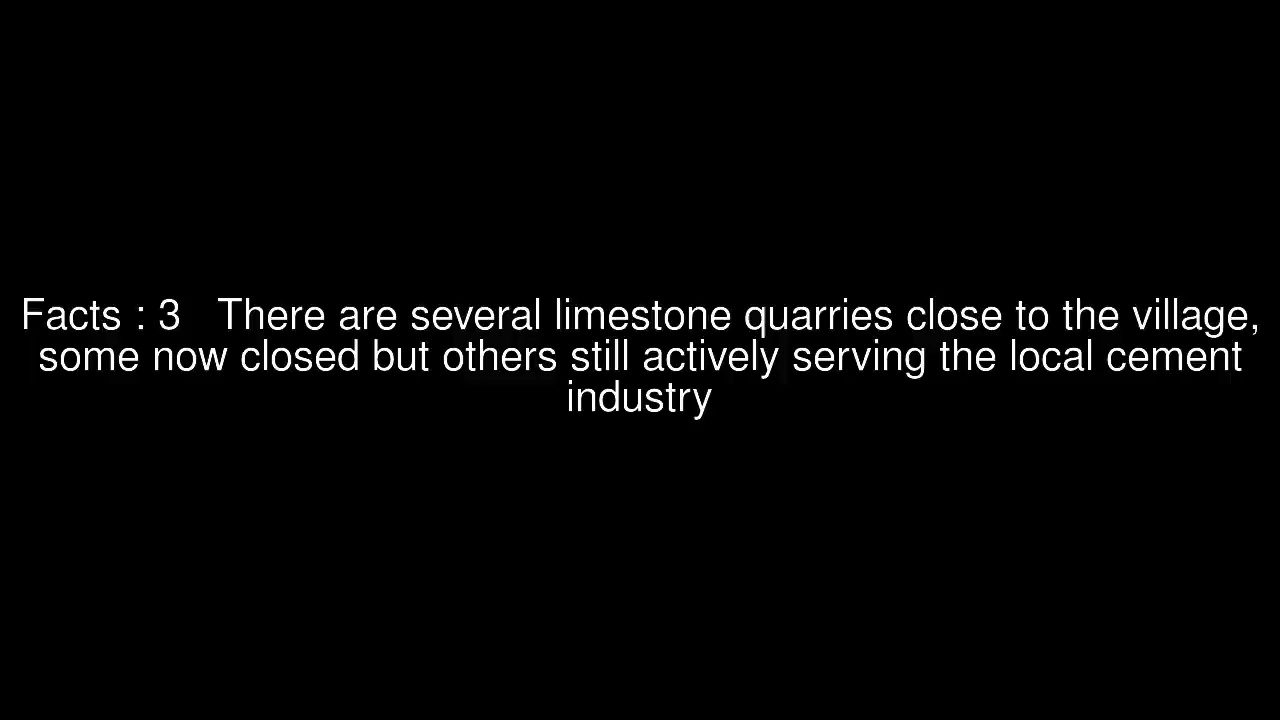 Facts : 3   There are several limestone quarries close to the village,
some now closed but others still actively serving the local cement
industry